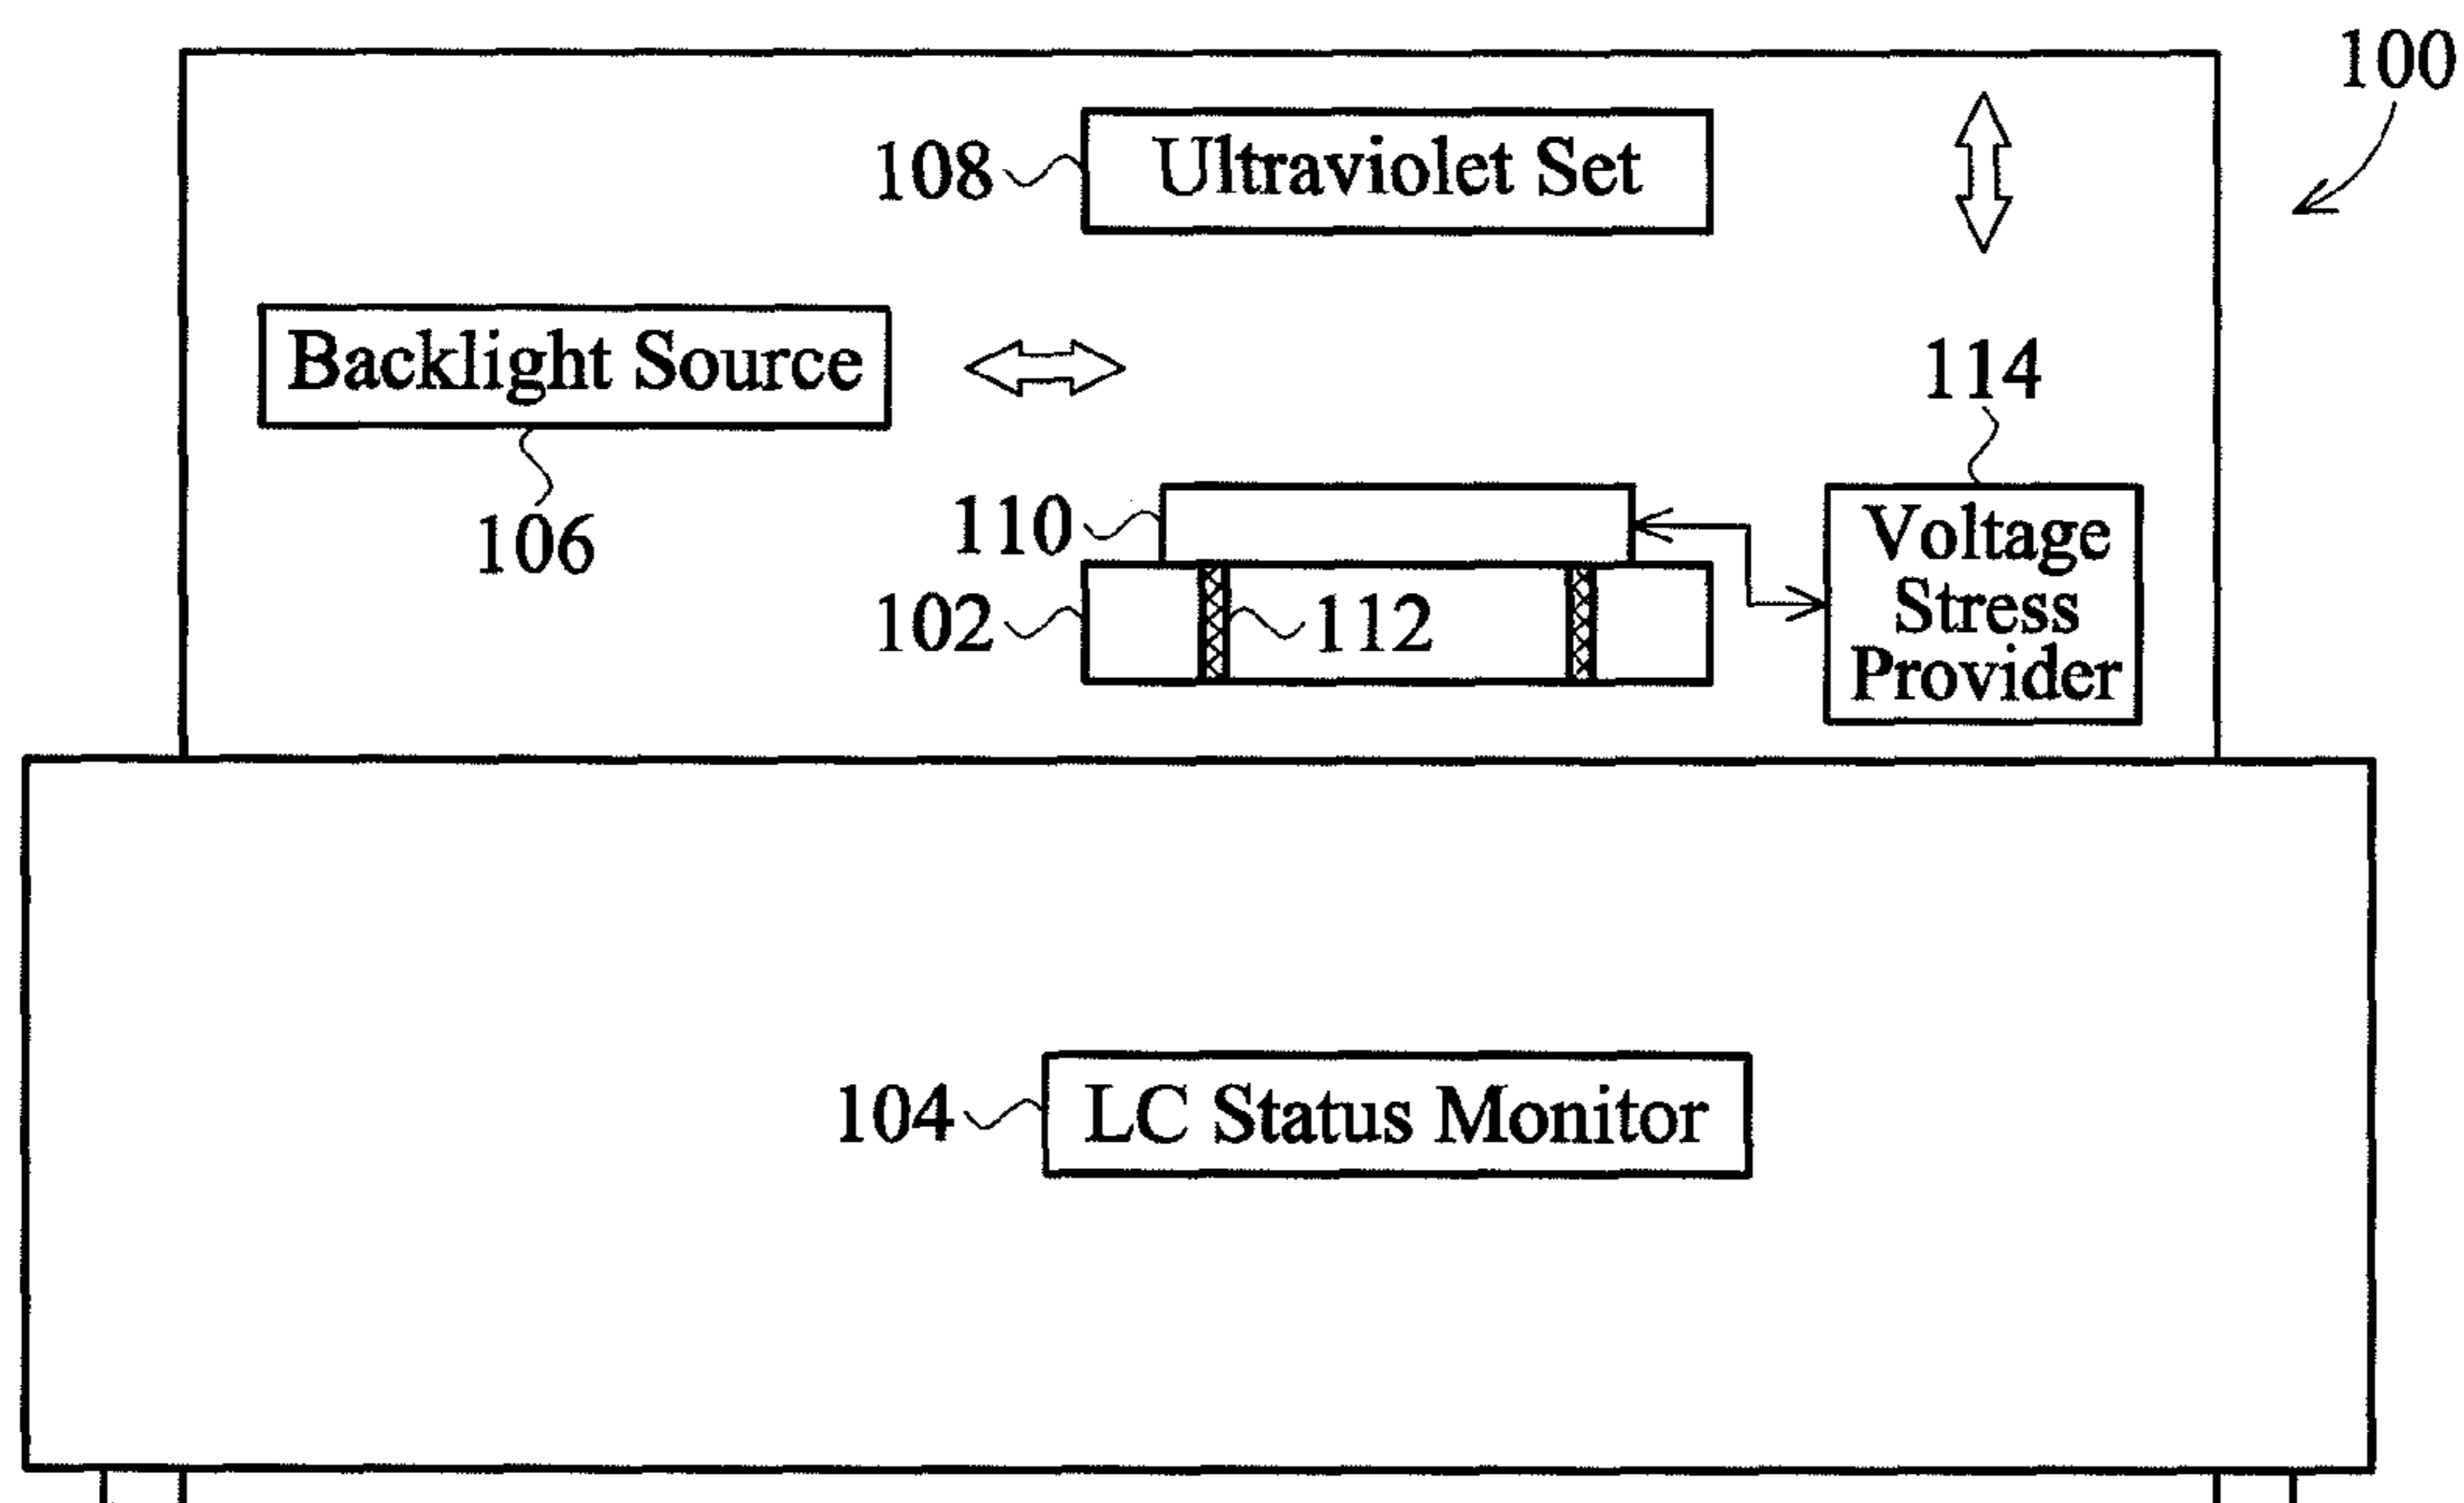 100
108
Ultraviolet Set
Backlight Source
106
114
110
Voltage
Stress
Provider
102
112
104
LC Status Monitor